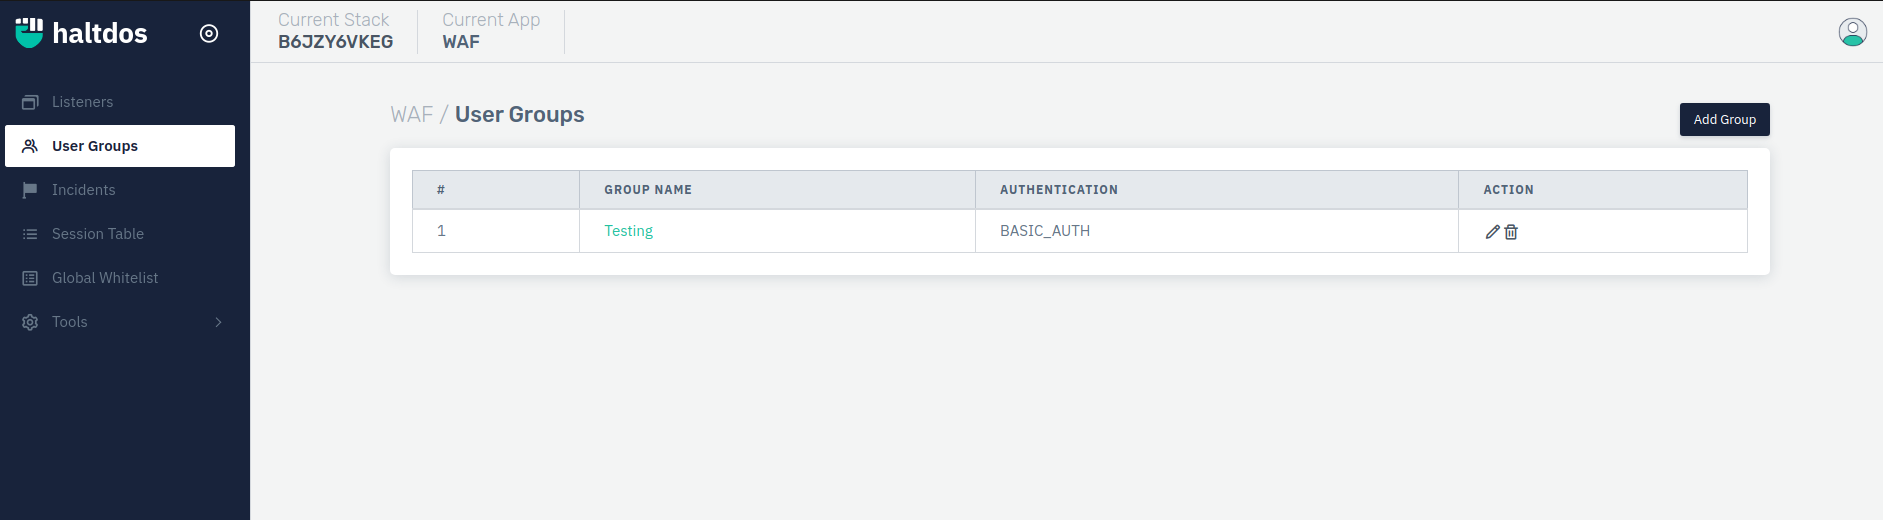 haltdos
Current Stack
B6JZY6VKEG
Current App
WAF
Listeners
User Groups
Incidents
Session Table
Global Whitelist
Tools
WAF / User Groups
Add Group
# GROUP NAME AUTHENTICATION ACTION
1 Testing BASIC_AUTH